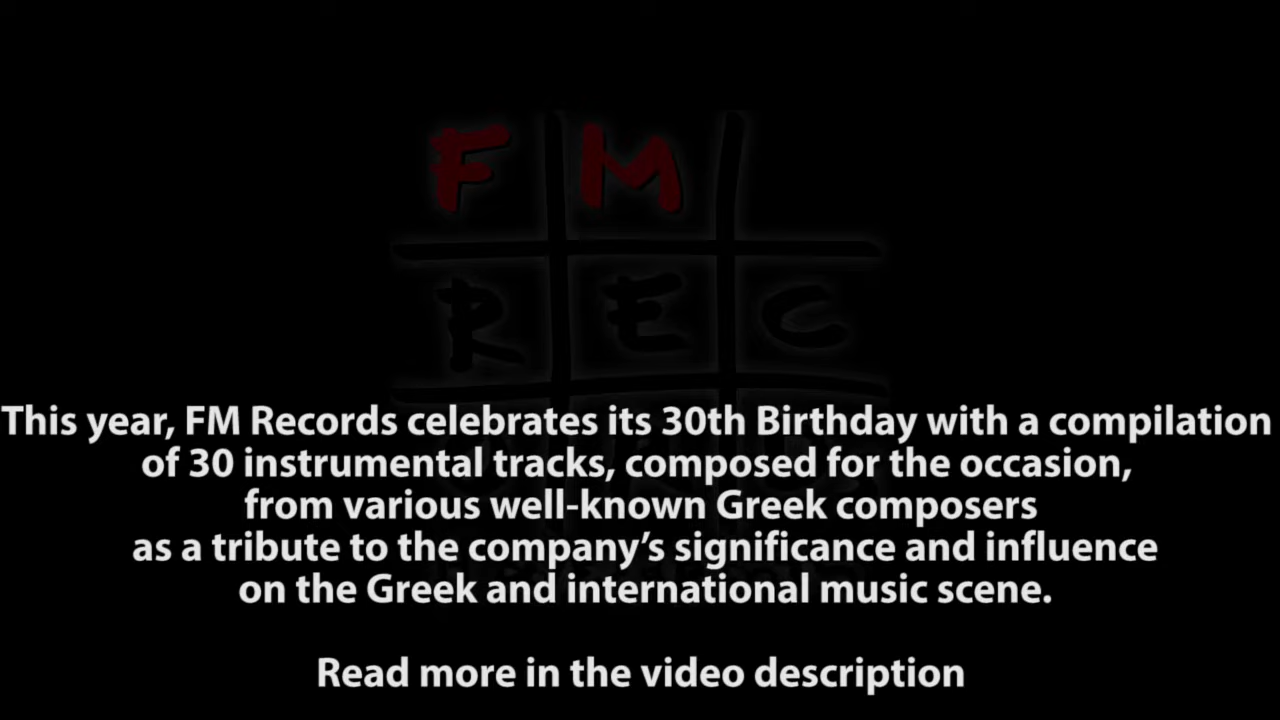 F M
R E C
This year, FM Records celebrates its 30th Birthday with a compilation
of 30 instrumental tracks, composed for the occasion,
from various well-known Greek composers
as a tribute to the company’s significance and influence
on the Greek and international music scene.
Read more in the video description